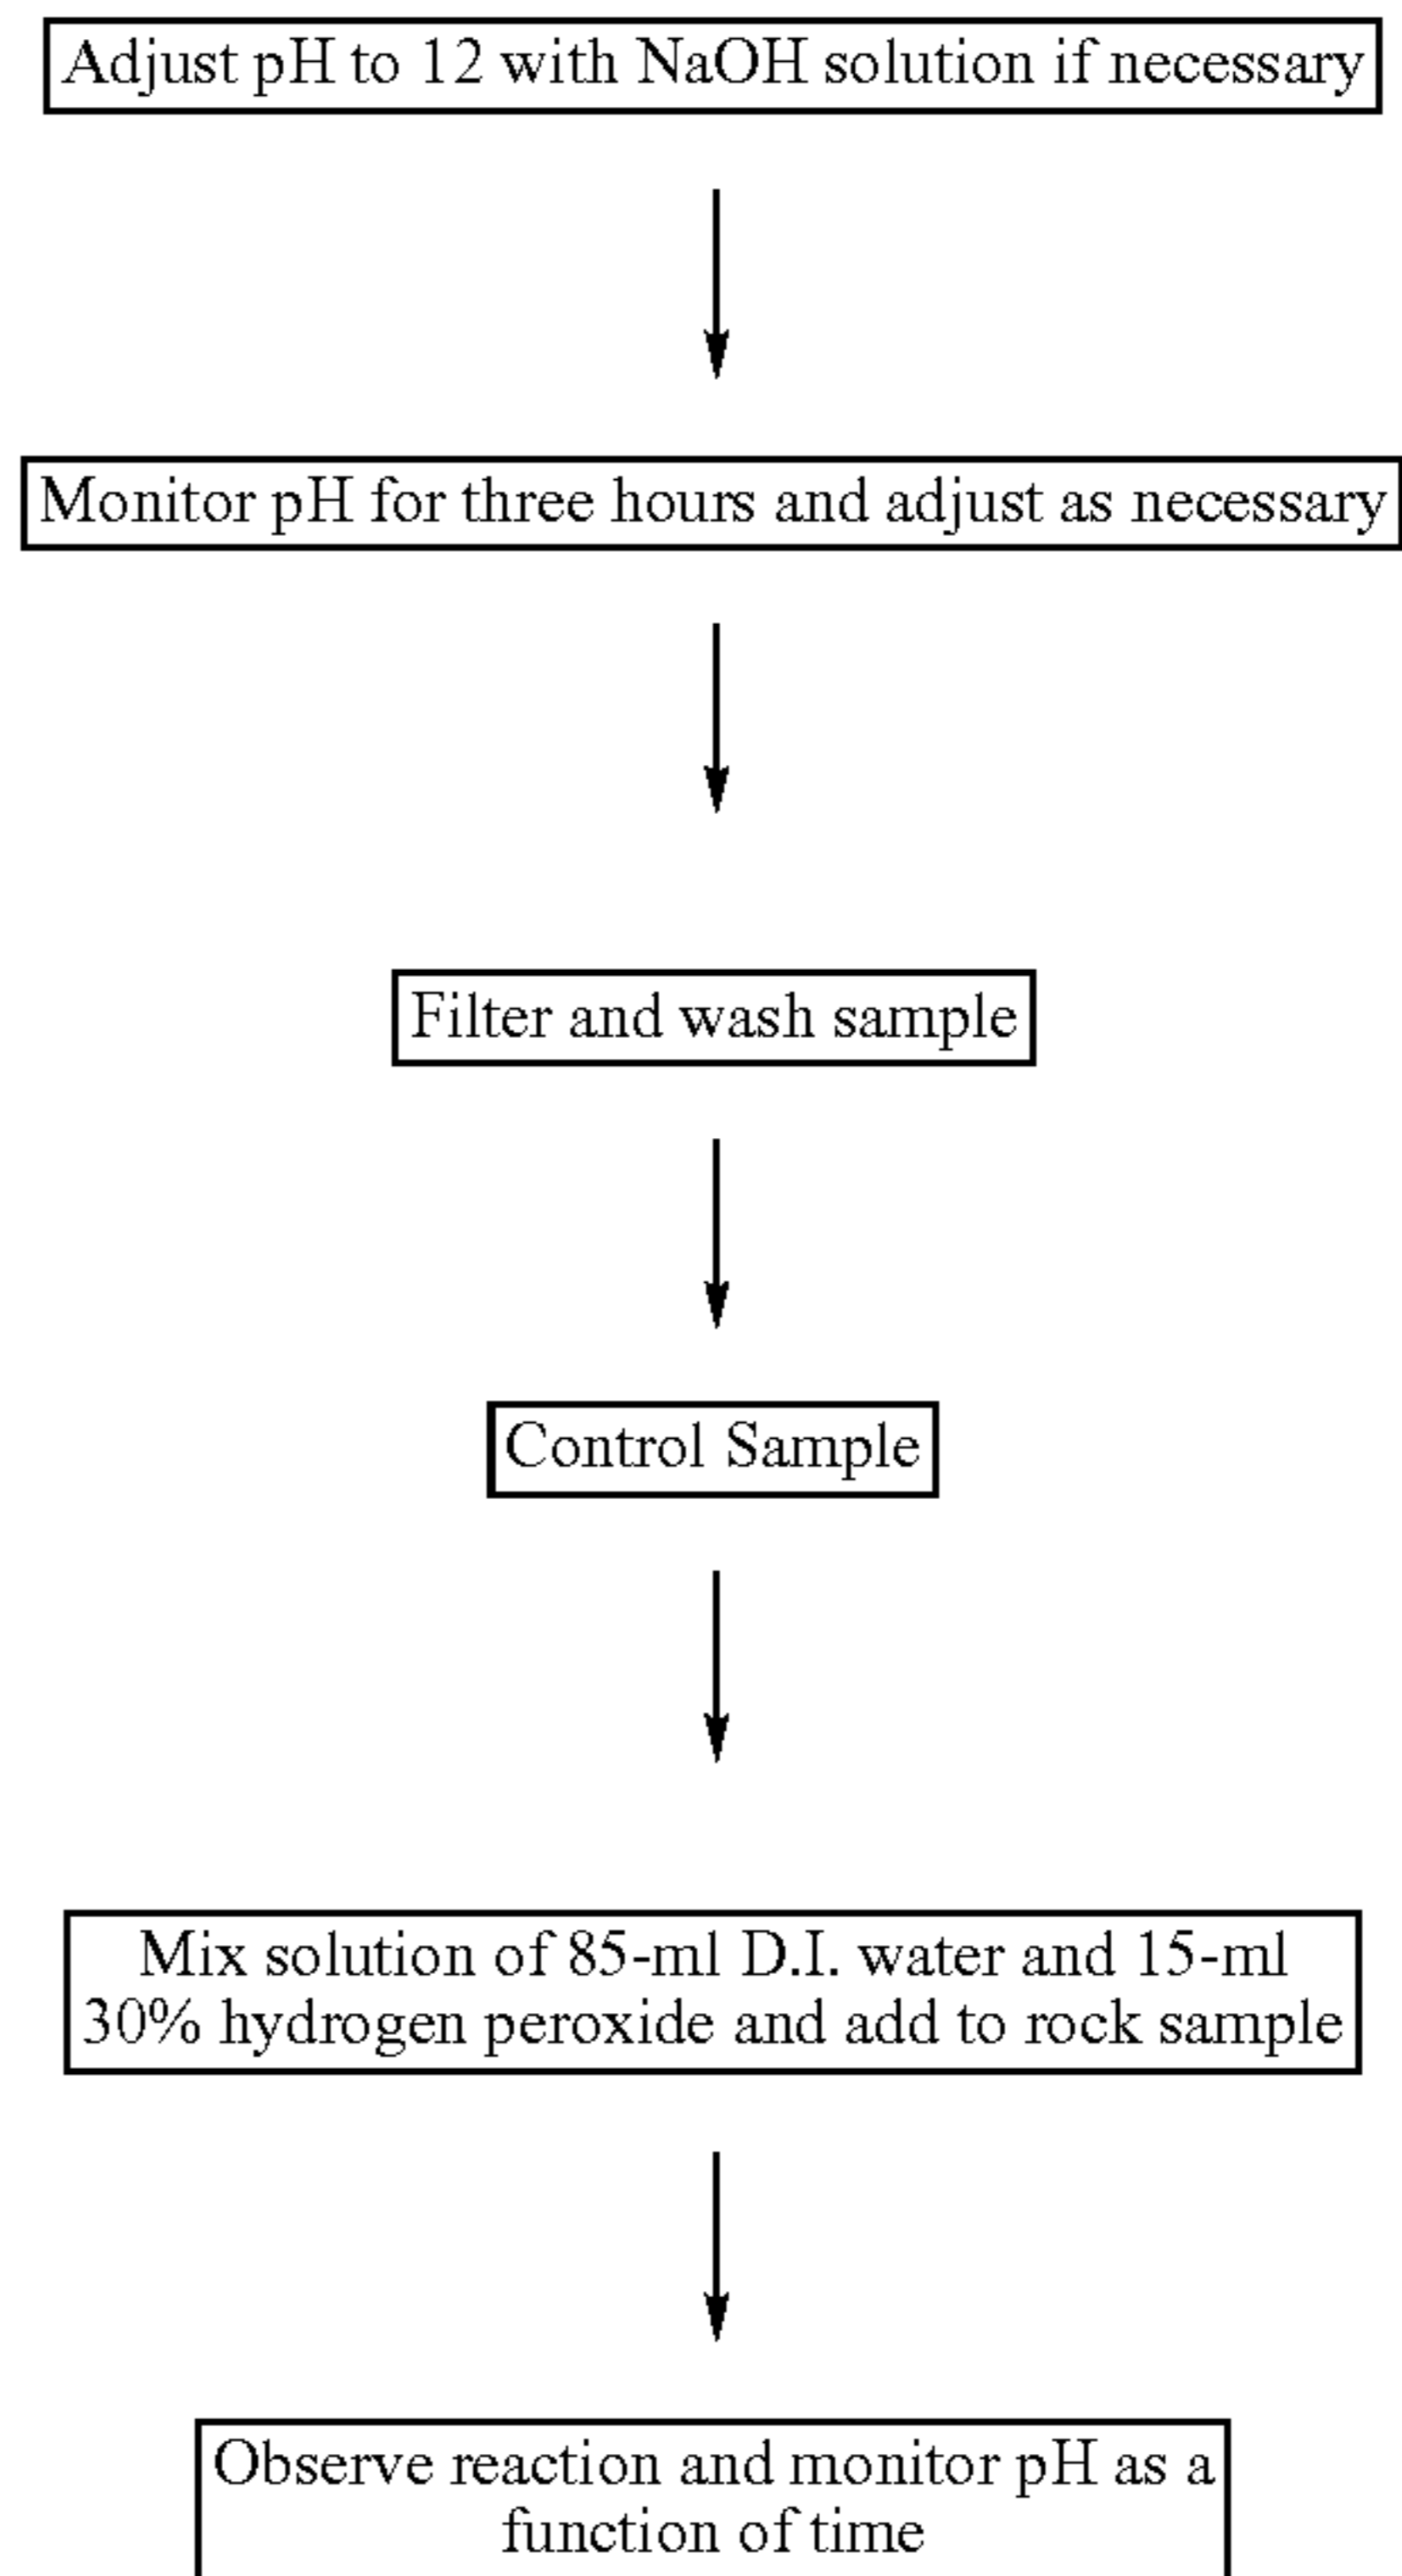 Adjust pH to 12 with NaOH solution if necessary
Monitor pH for three hours and adjust as necessary
Filter and wash sample
Control Sample
Mix solution of 85-ml D.I. water and 15-ml
30% hydrogen peroxide and add to rock sample
Observe reaction and monitor pH as a
function of time